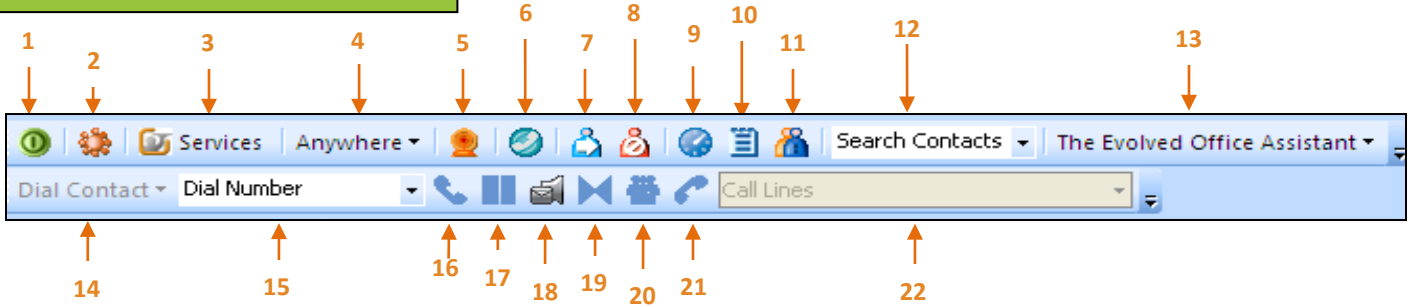 6 8 10
1 3 4 5 7 9 11 12 13
2
Services Anywhere Search Contacts The Evolved Office Assistant
Dial Contact Dial Number Call Lines
14 15 16 17 18 19 20 21 22